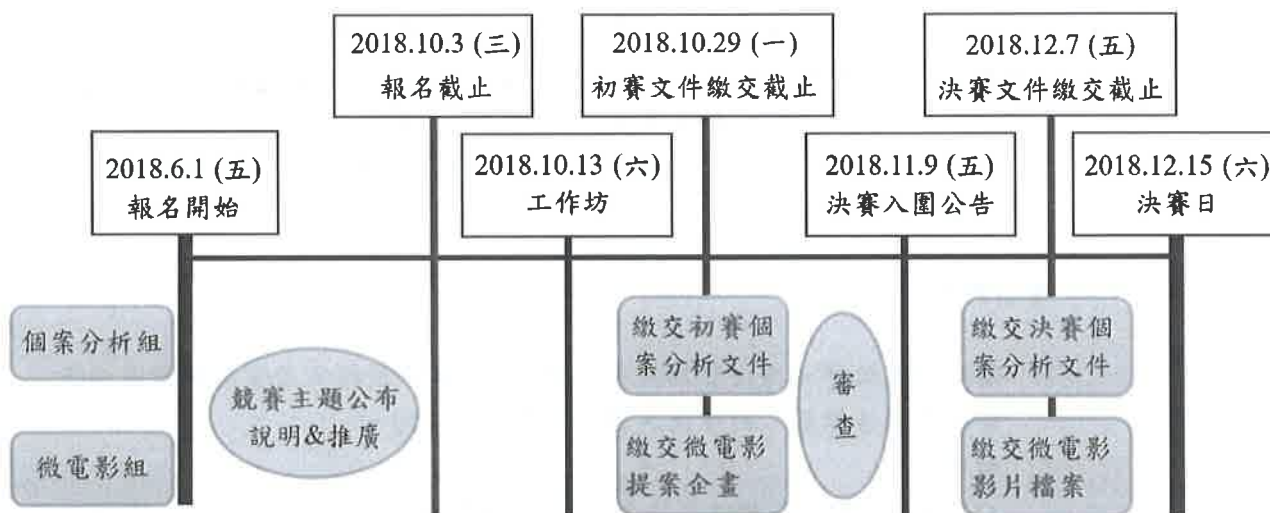 2018.10.3 (三)
報名截止
2018.10.29 (一)
初賽文件繳交截止
2018.12.7 (五)
決賽文件繳交截止
2018.6.1 (五)
報名開始
2018.10.13 (六)
工作坊
2018.11.9 (五)
決賽入圍公告
2018.12.15 (六)
決賽日
個案分析組
微電影組
競賽主題公布
說明&推廣
繳交初賽個
案分析文件
繳交微電影
提案企畫
審
查
繳交決賽個
案分析文件
繳交微電影
影片檔案